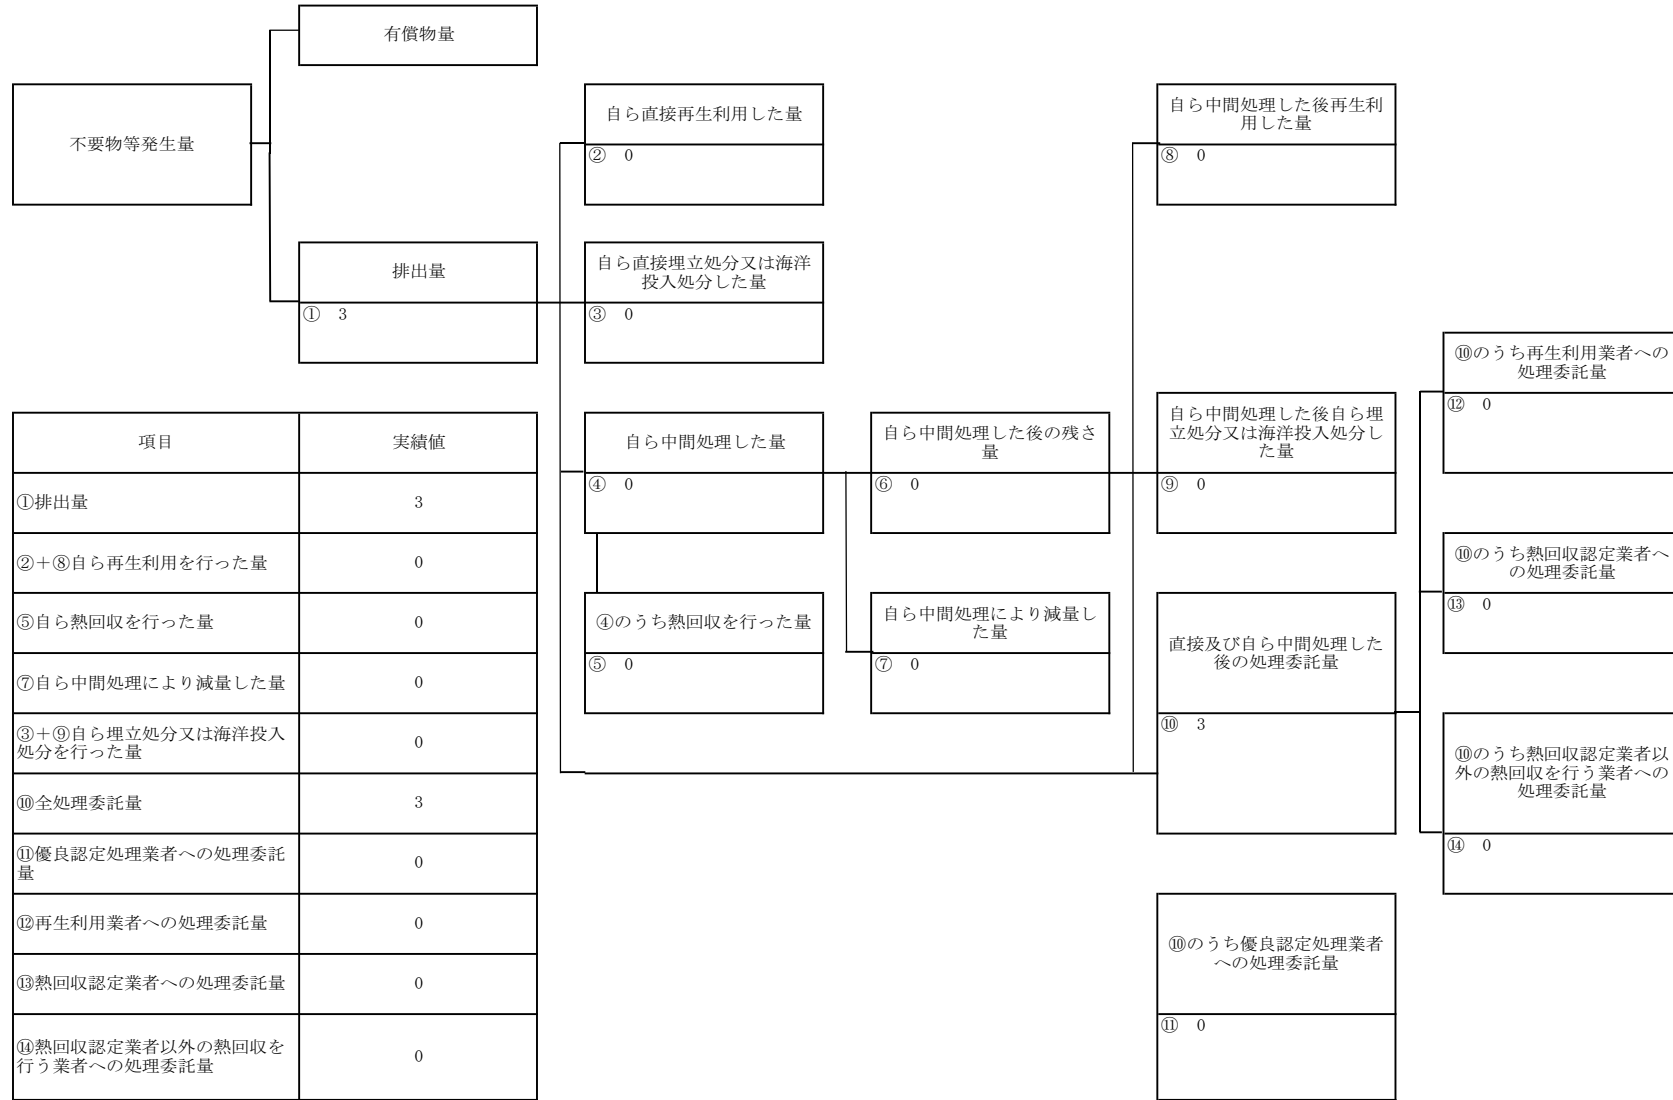 有償物量
不要物等発生量
自ら直接再生利用した量
② 0
自ら中間処理した後再生利
用した量
⑧ 0
排出量
① 3
自ら直接埋立処分又は海洋
投入処分した量
③ 0
⑩のうち再生利用業者への
処理委託量
⑫ 0
自ら中間処理した量
④ 0
自ら中間処理した後の残さ
量
⑥ 0
自ら中間処理した後自ら埋
立処分又は海洋投入処分し
た量
⑨ 0
⑩のうち熱回収認定業者へ
の処理委託量
⑬ 0
④のうち熱回収を行った量
⑤ 0
自ら中間処理により減量し
た量
⑦ 0
直接及び自ら中間処理した
後の処理委託量
⑩ 3
⑩のうち熱回収認定業者以
外の熱回収を行う業者への
処理委託量
⑭ 0
⑩のうち優良認定処理業者
への処理委託量
⑪ 0
項目 実績値
①排出量 3
②＋⑧自ら再生利用を行った量 0
⑤自ら熱回収を行った量 0
⑦自ら中間処理により減量した量 0
③＋⑨自ら埋立処分又は海洋投入
処分を行った量 0
⑩全処理委託量 3
⑪優良認定処理業者への処理委託
量 0
⑫再生利用業者への処理委託量 0
⑬熱回収認定業者への処理委託量 0
⑭熱回収認定業者以外の熱回収を
行う業者への処理委託量 0